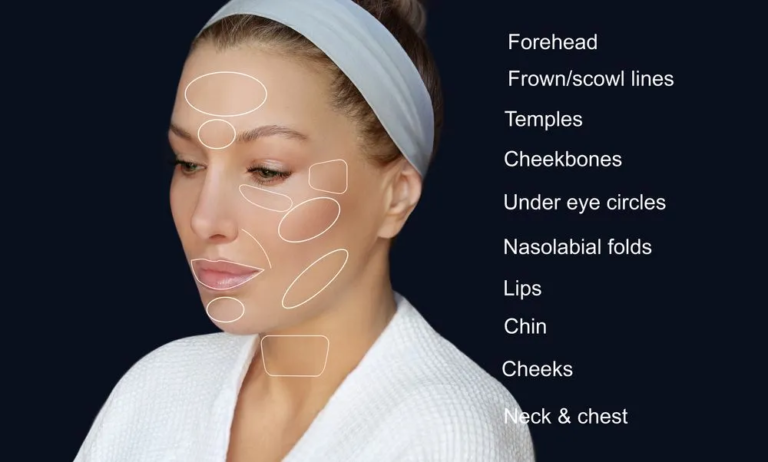 Forehead
Frown/scowl lines
Temples
Cheekbones
Under eye circles
Nasolabial folds
Lips
Chin
Cheeks
Neck & chest